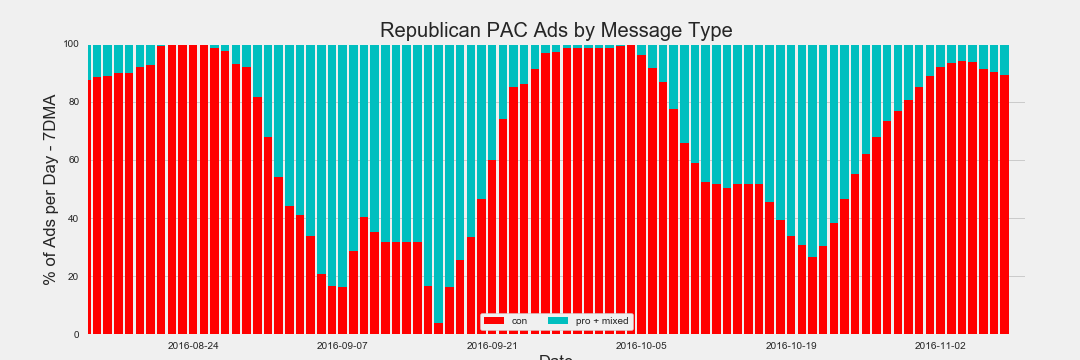 Republican PAC Ads by Message Type
% of Ads per Day - 7DMA
100
80
60
40
20
0
con
pro + mixed
2016-08-24
2016-09-07
2016-09-21
2016-10-05
2016-10-19
2016-11-02
Date